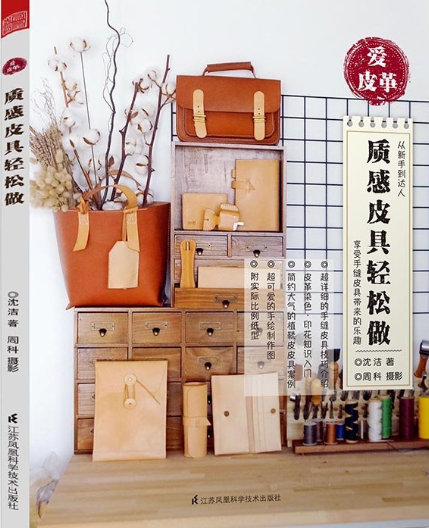 爱
皮革
质感皮具轻松做
◎沈洁 著
周科 摄影
江苏凤凰科学技术出版社
爱
皮革
从新手到达人
质感皮具轻松做
享受手缝皮具带来的乐趣
◎沈洁 著
◎周科 摄影
◎超详细的手缝皮具技巧介绍
◎皮革染色、印花知识入门
◎简约大气的植鞣皮皮具案例
◎超可爱的手绘制作图
◎附实际比例纸型
江苏凤凰科学技术出版社